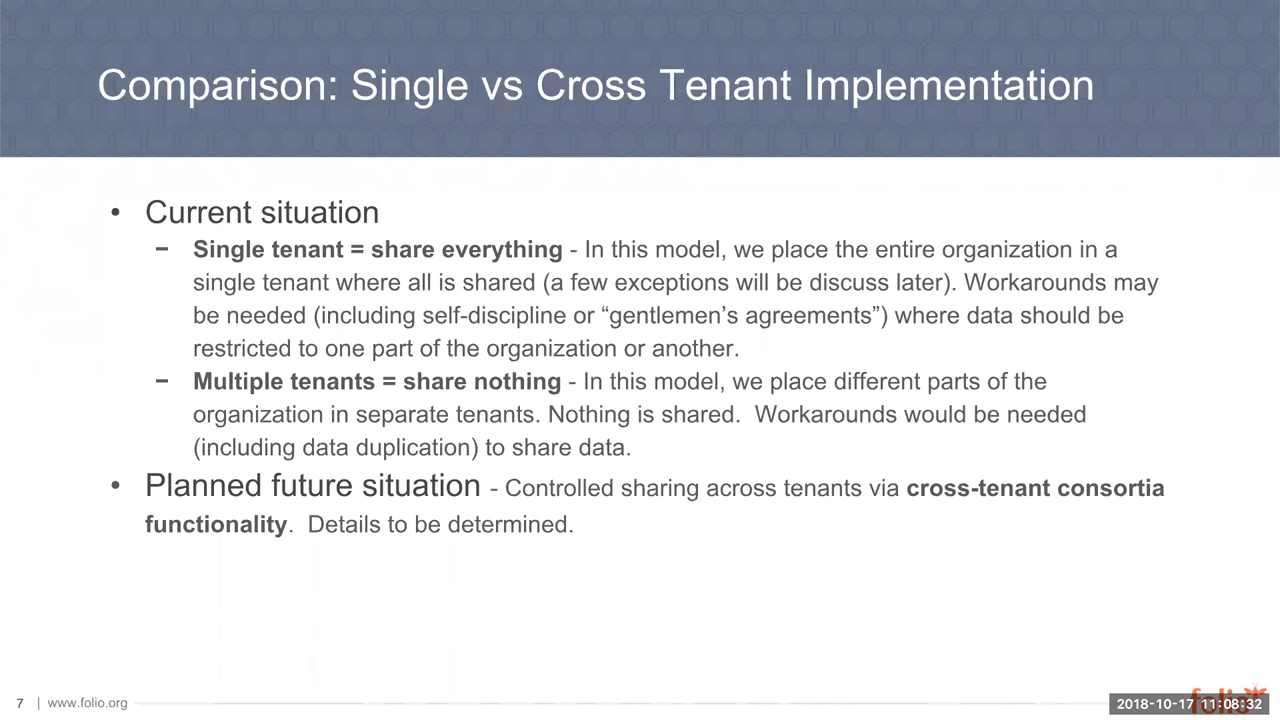 Comparison: Single vs Cross Tenant Implementation
• Current situation
− Single tenant = share everything - In this model, we place the entire organization in a
single tenant where all is shared (a few exceptions will be discuss later). Workarounds may
be needed (including self-discipline or “gentlemen’s agreements”) where data should be
restricted to one part of the organization or another.
− Multiple tenants = share nothing - In this model, we place different parts of the
organization in separate tenants. Nothing is shared.  Workarounds would be needed
(including data duplication) to share data.
• Planned future situation - Controlled sharing across tenants via cross-tenant consortia
functionality.  Details to be determined.
7 | www.folio.org
folio
2018-10-17 11:08:32